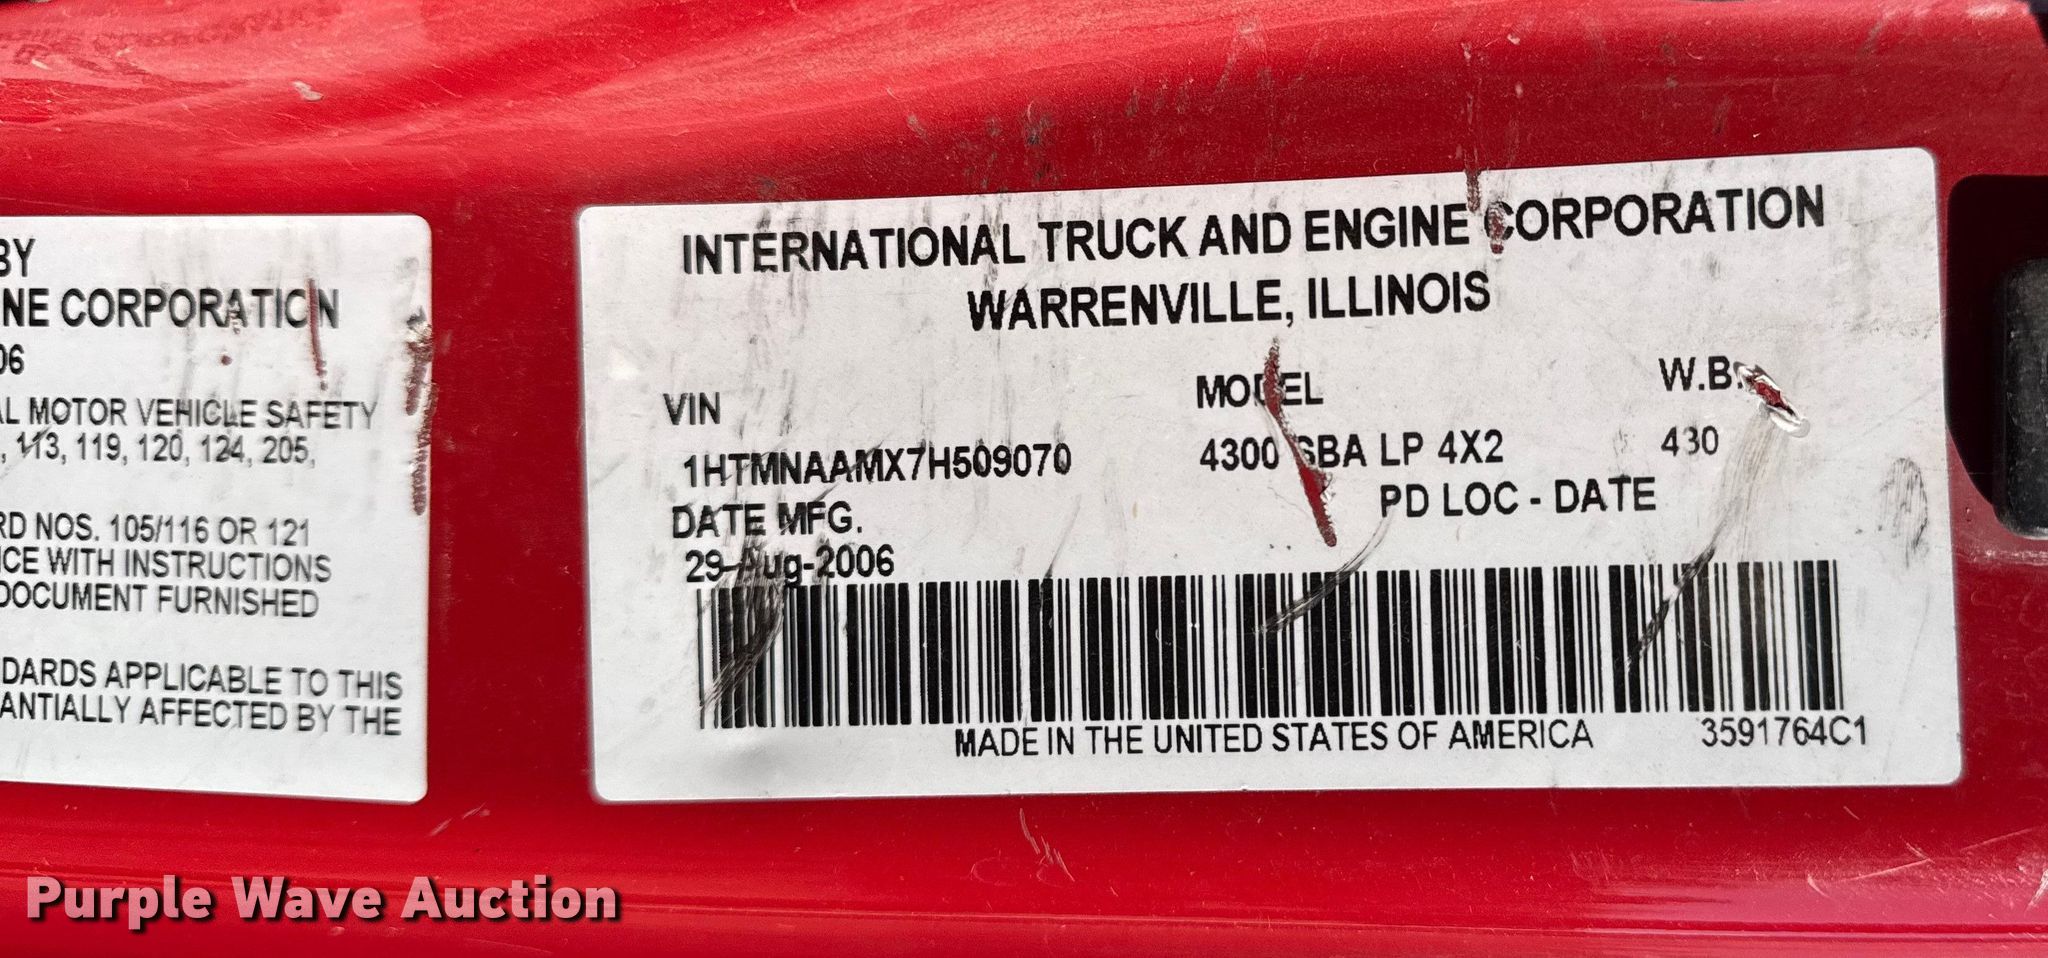 BY
NE CORPORATION
06
AL MOTOR VEHICLE SAFETY
, 113, 119, 120, 124, 205,
RD NOS. 105/116 OR 121
ICE WITH INSTRUCTIONS
DOCUMENT FURNISHED
DARDS APPLICABLE TO THIS
ANTIALLY AFFECTED BY THE
INTERNATIONAL TRUCK AND ENGINE CORPORATION
WARRENVILLE, ILLINOIS
VIN MODEL W.B.
1HTMNAAMX7H509070 4300 SBA LP 4X2 430
DATE MFG. PD LOC - DATE
29-Aug-2006
MADE IN THE UNITED STATES OF AMERICA 3591764C1
Purple Wave Auction